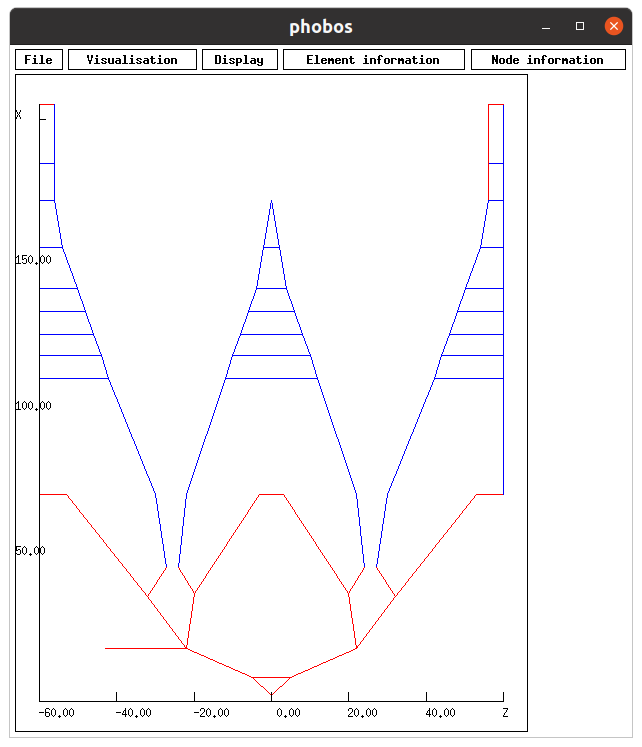 phobos
File Visualisation Display Element information Node information
X
150.00
100.00
50.00
-60.00 -40.00 -20.00 0.00 20.00 40.00 Z